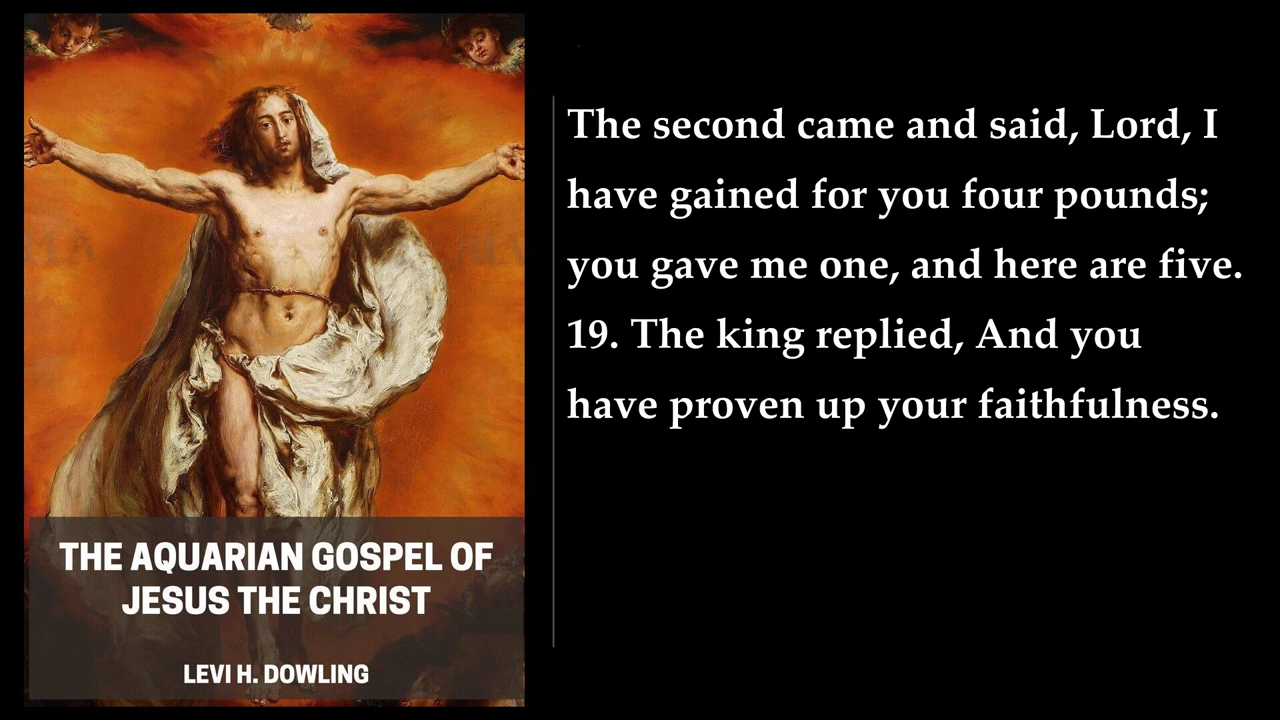 THE AQUARIAN GOSPEL OF
JESUS THE CHRIST
LEVI H. DOWLING
The second came and said, Lord, I
have gained for you four pounds;
you gave me one, and here are five.
19. The king replied, And you
have proven up your faithfulness.